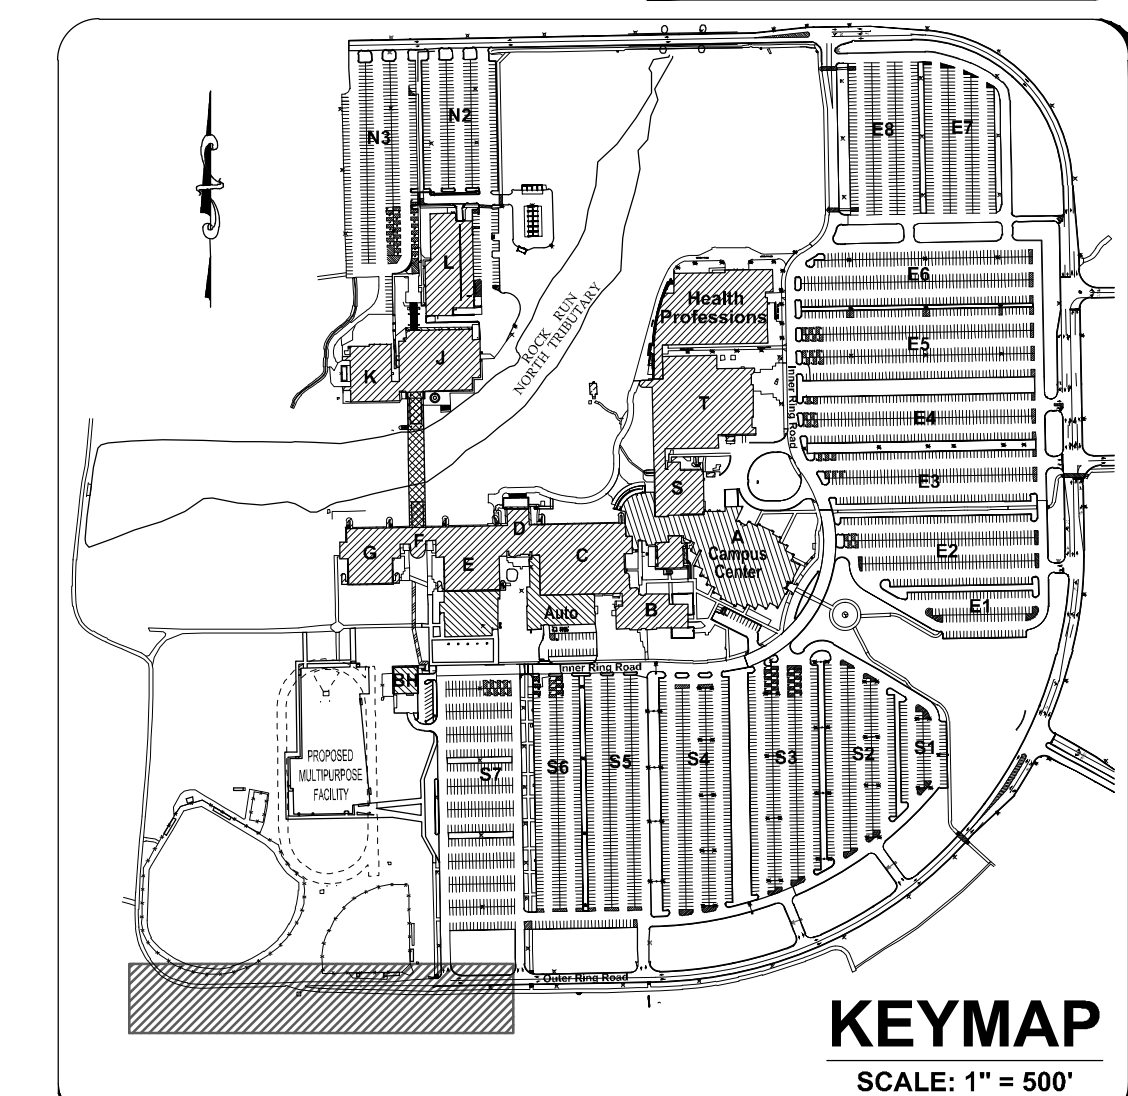 N2
N3
E8
E7
L
E6
Health
Professions
ROCK RUN
NORTH TRIBUTARY
E5
J
K
Inner Ring Road
T
E4
E3
S
D
F
A
Campus
Center
G
C
E
E2
B
Auto
E1
Inner Ring Road
BH
PROPOSED
MULTIPURPOSE
FACILITY
S7
S6
S5
S4
S3
S2
S1
Outer Ring Road
KEYMAP
SCALE: 1" = 500'